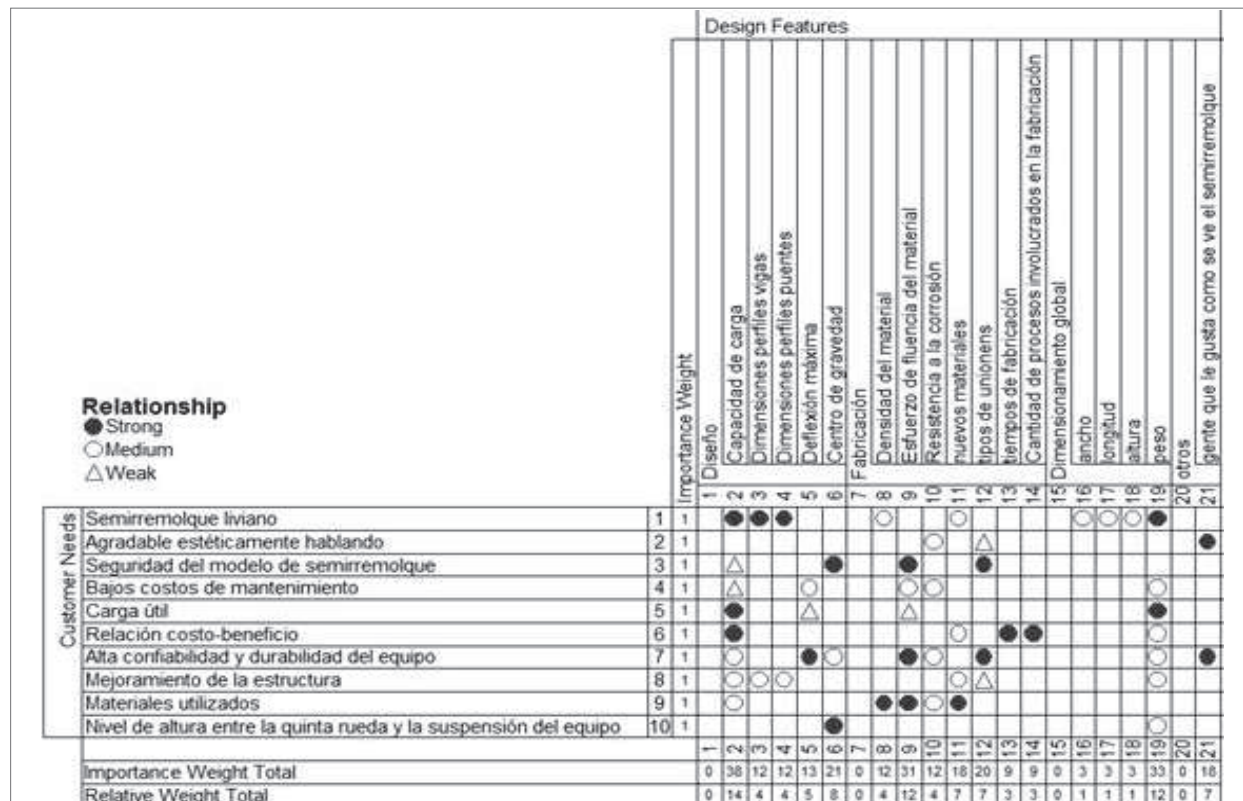 Design Features
Importance Weight
1 Diseño
2 Capacidad de carga
3 Dimensiones perfiles vigas
4 Dimensiones perfiles puentes
5 Deflexión máxima
6 Centro de gravedad
7 Fabricación
8 Densidad del material
9 Esfuerzo de fluencia del material
10 Resistencia a la corrosión
11 nuevos materiales
12 tipos de unionens
13 tiempos de fabricación
14 Cantidad de procesos involucrados en la fabricación
15 Dimensionamiento global
16 ancho
17 longitud
18 altura
19 peso
20 otros
21 gente que le gusta como se ve el semirremolque
Relationship
Strong
Medium
Weak
Customer Needs
Semirremolque liviano 1 1
Agradable estéticamente hablando 2 1
Seguridad del modelo de semirremolque 3 1
Bajos costos de mantenimiento 4 1
Carga útil 5 1
Relación costo-beneficio 6 1
Alta confiabilidad y durabilidad del equipo 7 1
Mejoramiento de la estructura 8 1
Materiales utilizados 9 1
Nivel de altura entre la quinta rueda y la suspensión del equipo 10 1
1 2 3 4 5 6 7 8 9 10 11 12 13 14 15 16 17 18 19 20 21
Importance Weight Total 0 38 12 12 13 21 0 12 31 12 18 20 9 9 0 3 3 3 33 0 18
Relative Weight Total 0 14 4 4 5 8 0 4 12 4 7 7 3 3 0 1 1 1 12 0 7